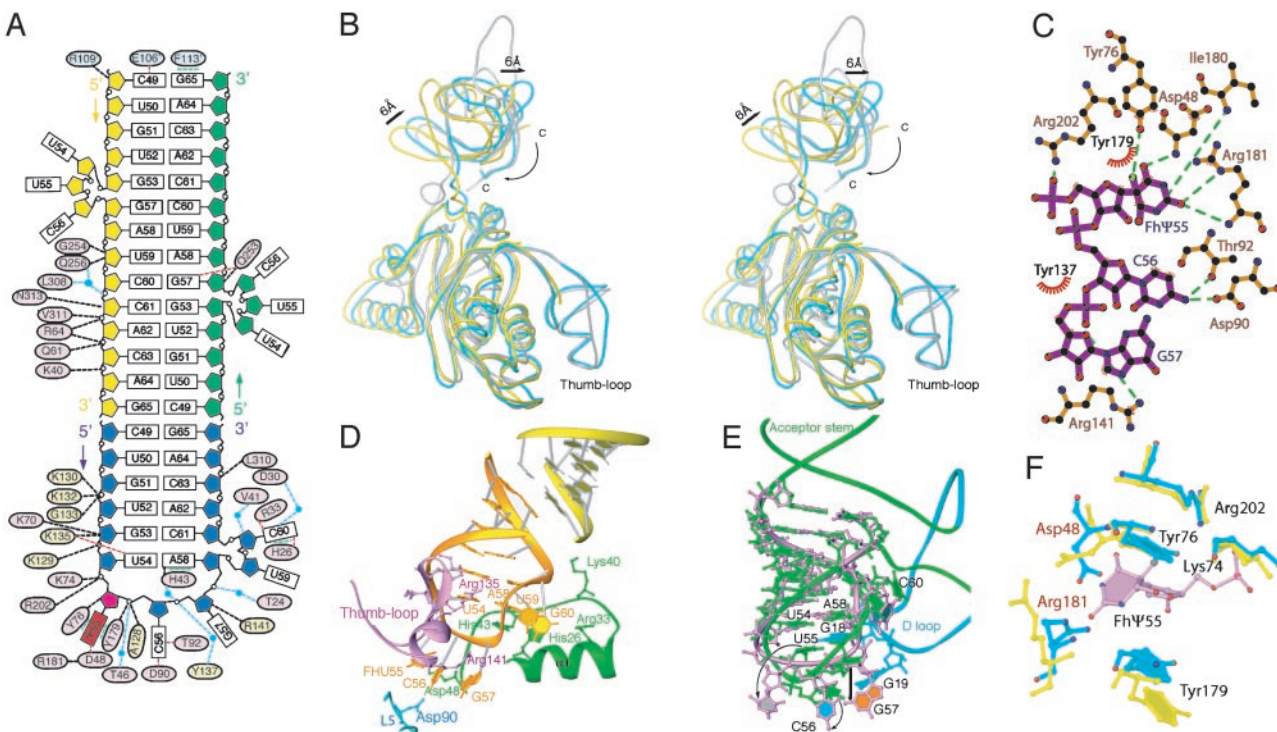 A
R109
E106
F113'
5'
C49
G65
3'
U50
A64
G51
C63
U54
U52
A62
U55
G53
C61
C56
G57
C60
A58
U59
G254
Q256
U59
A58
Q253
C56
L308
C60
G57
U55
N313
C61
G53
V311
R64
A62
U52
U54
Q61
C63
G51
K40
A64
U50
3'
G65
C49
5'
5'
C49
G65
3'
U50
A64
L310
K130
G51
C63
D30
K132
V41
G133
U52
A62
R33
K70
K135
G53
C61
C60
H26
K129
U54
A58
U59
K74
H43
R202
T24
Y76
Y179
A128
C56
T92
G57
R141
R181
D48
T46
D90
Y137
B
6Å
6Å
C
C
Thumb-loop
6Å
6Å
C
C
Thumb-loop
C
Tyr76
Ile180
Asp48
Arg202
Tyr179
Arg181
FhΨ55
C56
Thr92
Tyr137
Asp90
G57
Arg141
D
Lys40
Arg135
A58
U59
Thumb-loop
U54
G60
Arg33
His43
His26
α1
Arg141
FHU55
C56
Asp48
G57
L5
Asp90
E
Acceptor stem
C60
A58
U54
G18
D loop
U55
G19
G57
C56
F
Arg202
Asp48
Tyr76
Lys74
Arg181
FhΨ55
Tyr179